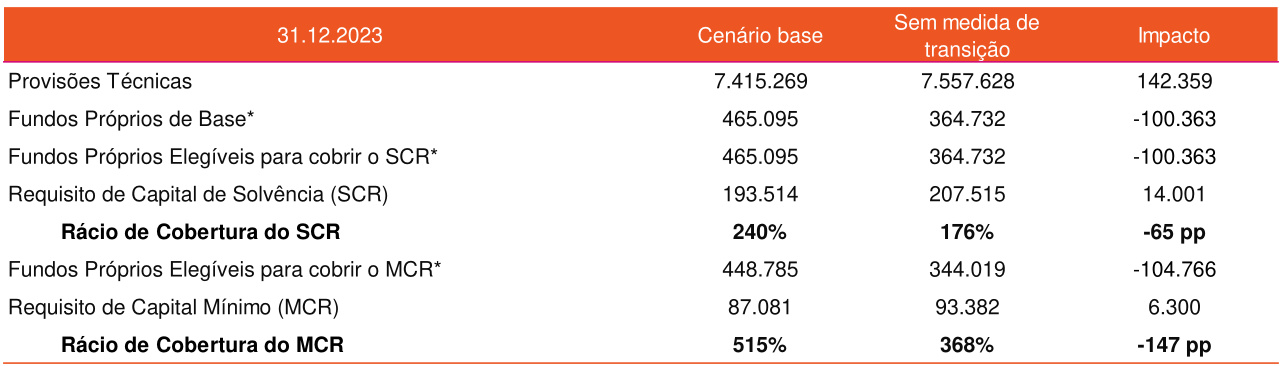 31.12.2023 Cenário base Sem medida de transição Impacto
Provisões Técnicas 7.415.269 7.557.628 142.359
Fundos Próprios de Base* 465.095 364.732 -100.363
Fundos Próprios Elegíveis para cobrir o SCR* 465.095 364.732 -100.363
Requisito de Capital de Solvência (SCR) 193.514 207.515 14.001
Rácio de Cobertura do SCR 240% 176% -65 pp
Fundos Próprios Elegíveis para cobrir o MCR* 448.785 344.019 -104.766
Requisito de Capital Mínimo (MCR) 87.081 93.382 6.300
Rácio de Cobertura do MCR 515% 368% -147 pp